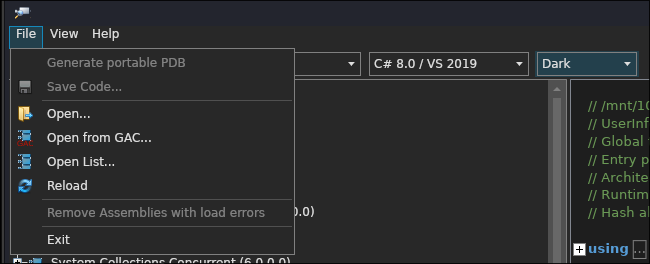 File View Help
Generate portable PDB
C# 8.0 / VS 2019 Dark
Save Code...
Open...
Open from GAC...
Open List...
Reload
Remove Assemblies with load errors
.0.0)
Exit
System.Collections.Concurrent (6.0.0.0)
// /mnt/10
// UserInf
// Global
// Entry p
// Archite
// Runtim
// Hash al
using ...